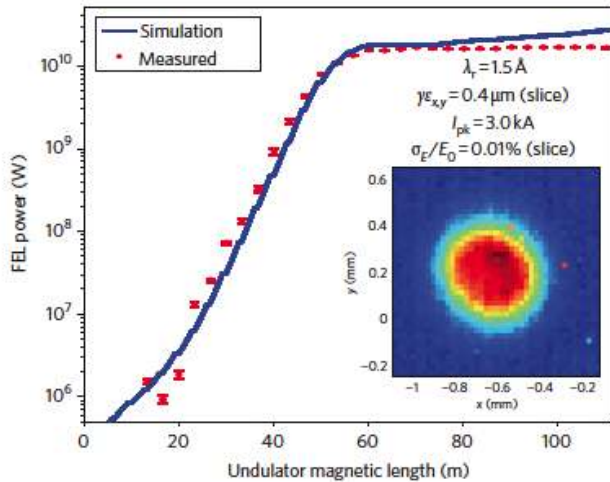 Simulation
Measured
λr=1.5 Å
γεx,y=0.4 μm (slice)
Ipk=3.0 kA
σE/E0=0.01% (slice)
FEL power (W)
10^10
10^9
10^8
10^7
10^6
0 20 40 60 80 100
Undulator magnetic length (m)
y (mm)
0.6
0.4
0.2
0
−0.2
−1 −0.8 −0.6 −0.4 −0.2
x (mm)